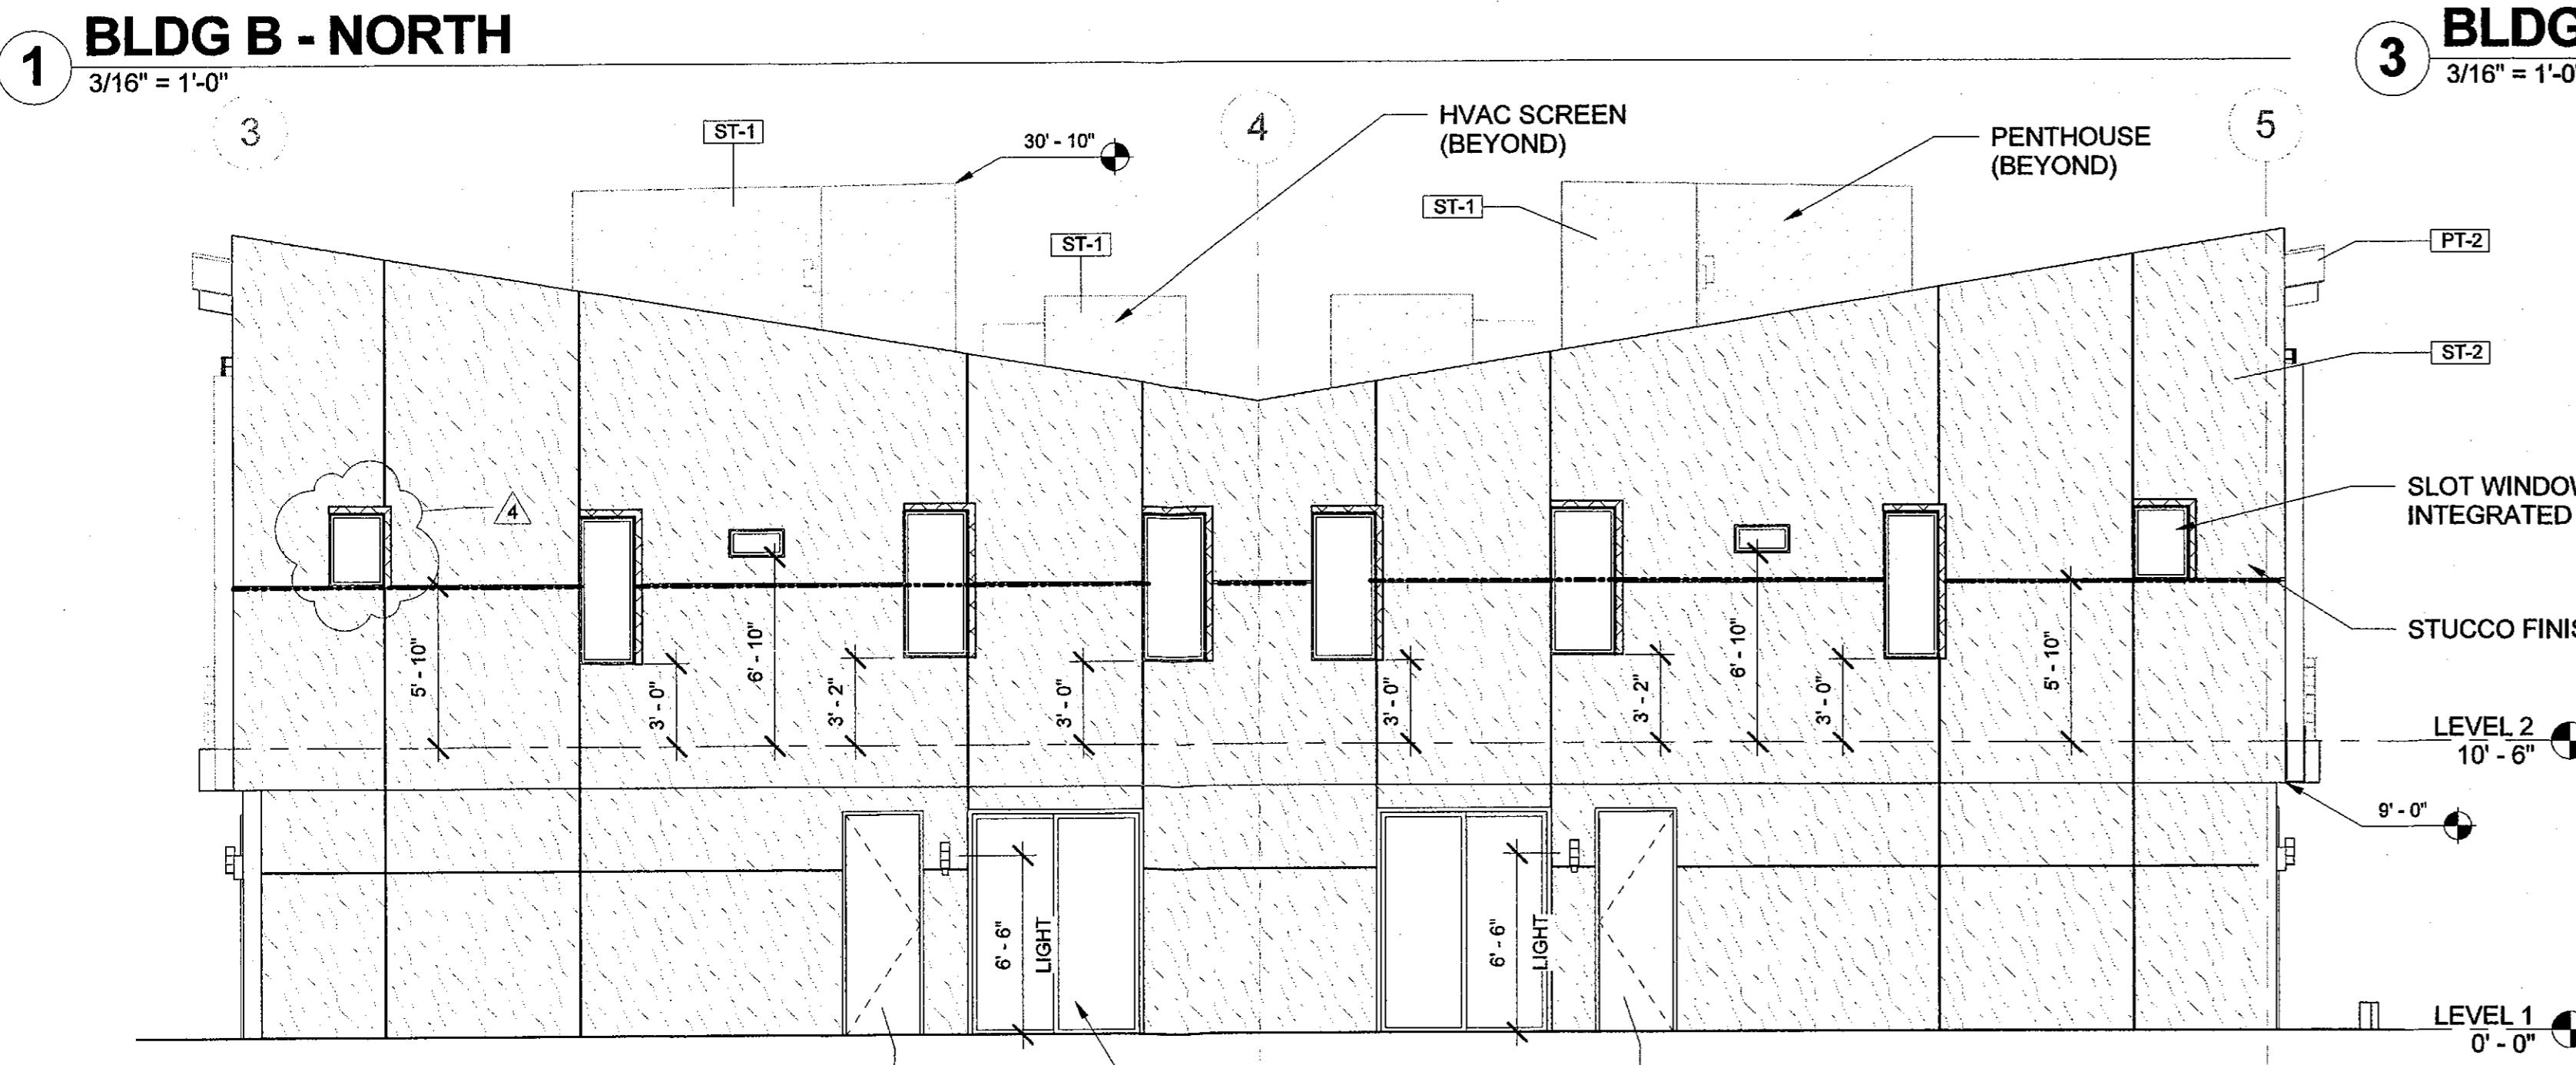 1 BLDG B - NORTH
3/16" = 1'-0"
3 BLDG
3/16" = 1'-0"
3
4
5
ST-1
30' - 10"
HVAC SCREEN
(BEYOND)
PENTHOUSE
(BEYOND)
ST-1
ST-1
PT-2
ST-2
4
SLOT WINDOW
INTEGRATED
STUCCO FINIS
5' - 10"
3' - 0"
6' - 10"
3' - 2"
3' - 0"
3' - 0"
3' - 2"
6' - 10"
3' - 0"
5' - 10"
LEVEL 2
10' - 6"
9' - 0"
6' - 6"
LIGHT
6' - 6"
LIGHT
LEVEL 1
0' - 0"